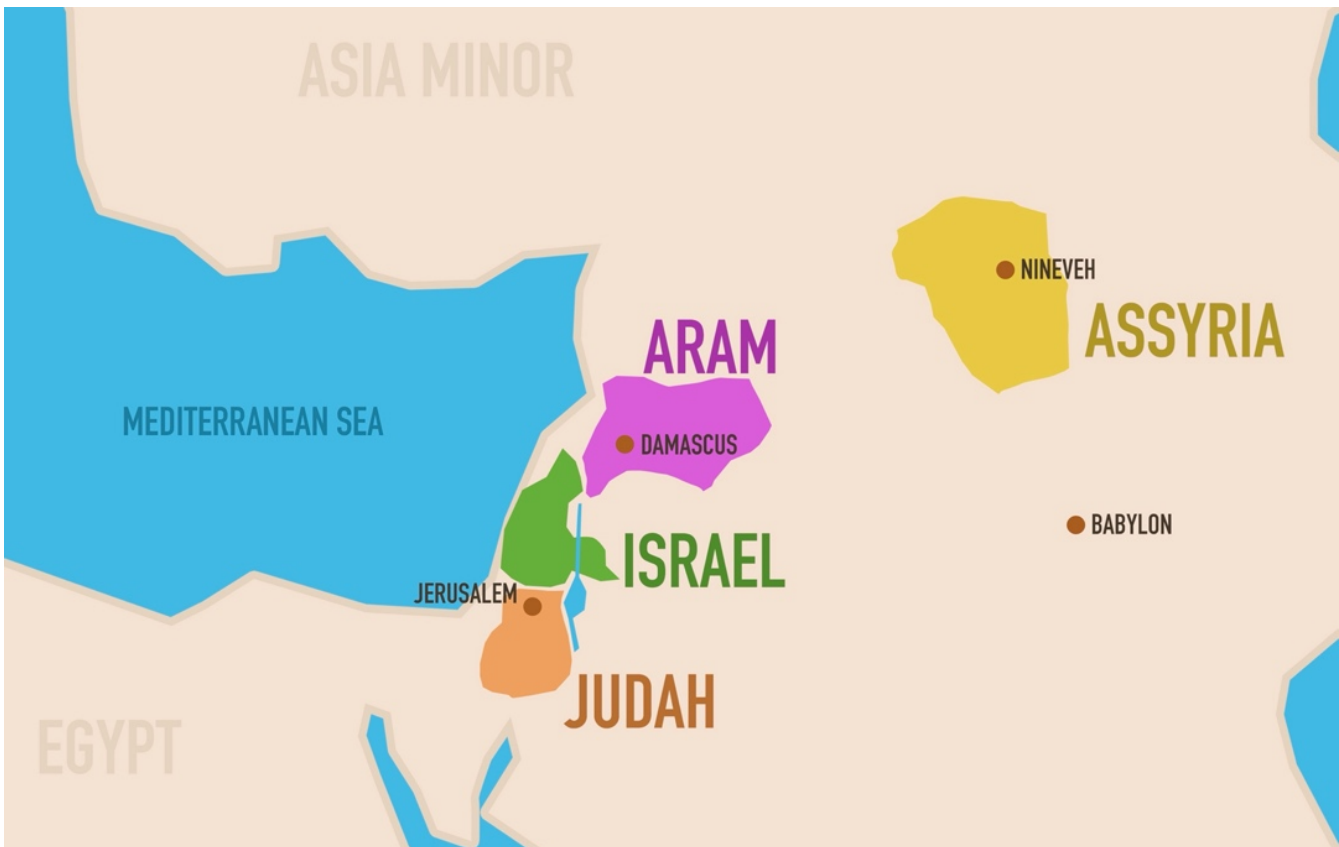 ASIA MINOR
NINEVEH
ASSYRIA
ARAM
MEDITERRANEAN SEA
DAMASCUS
BABYLON
ISRAEL
JERUSALEM
JUDAH
EGYPT